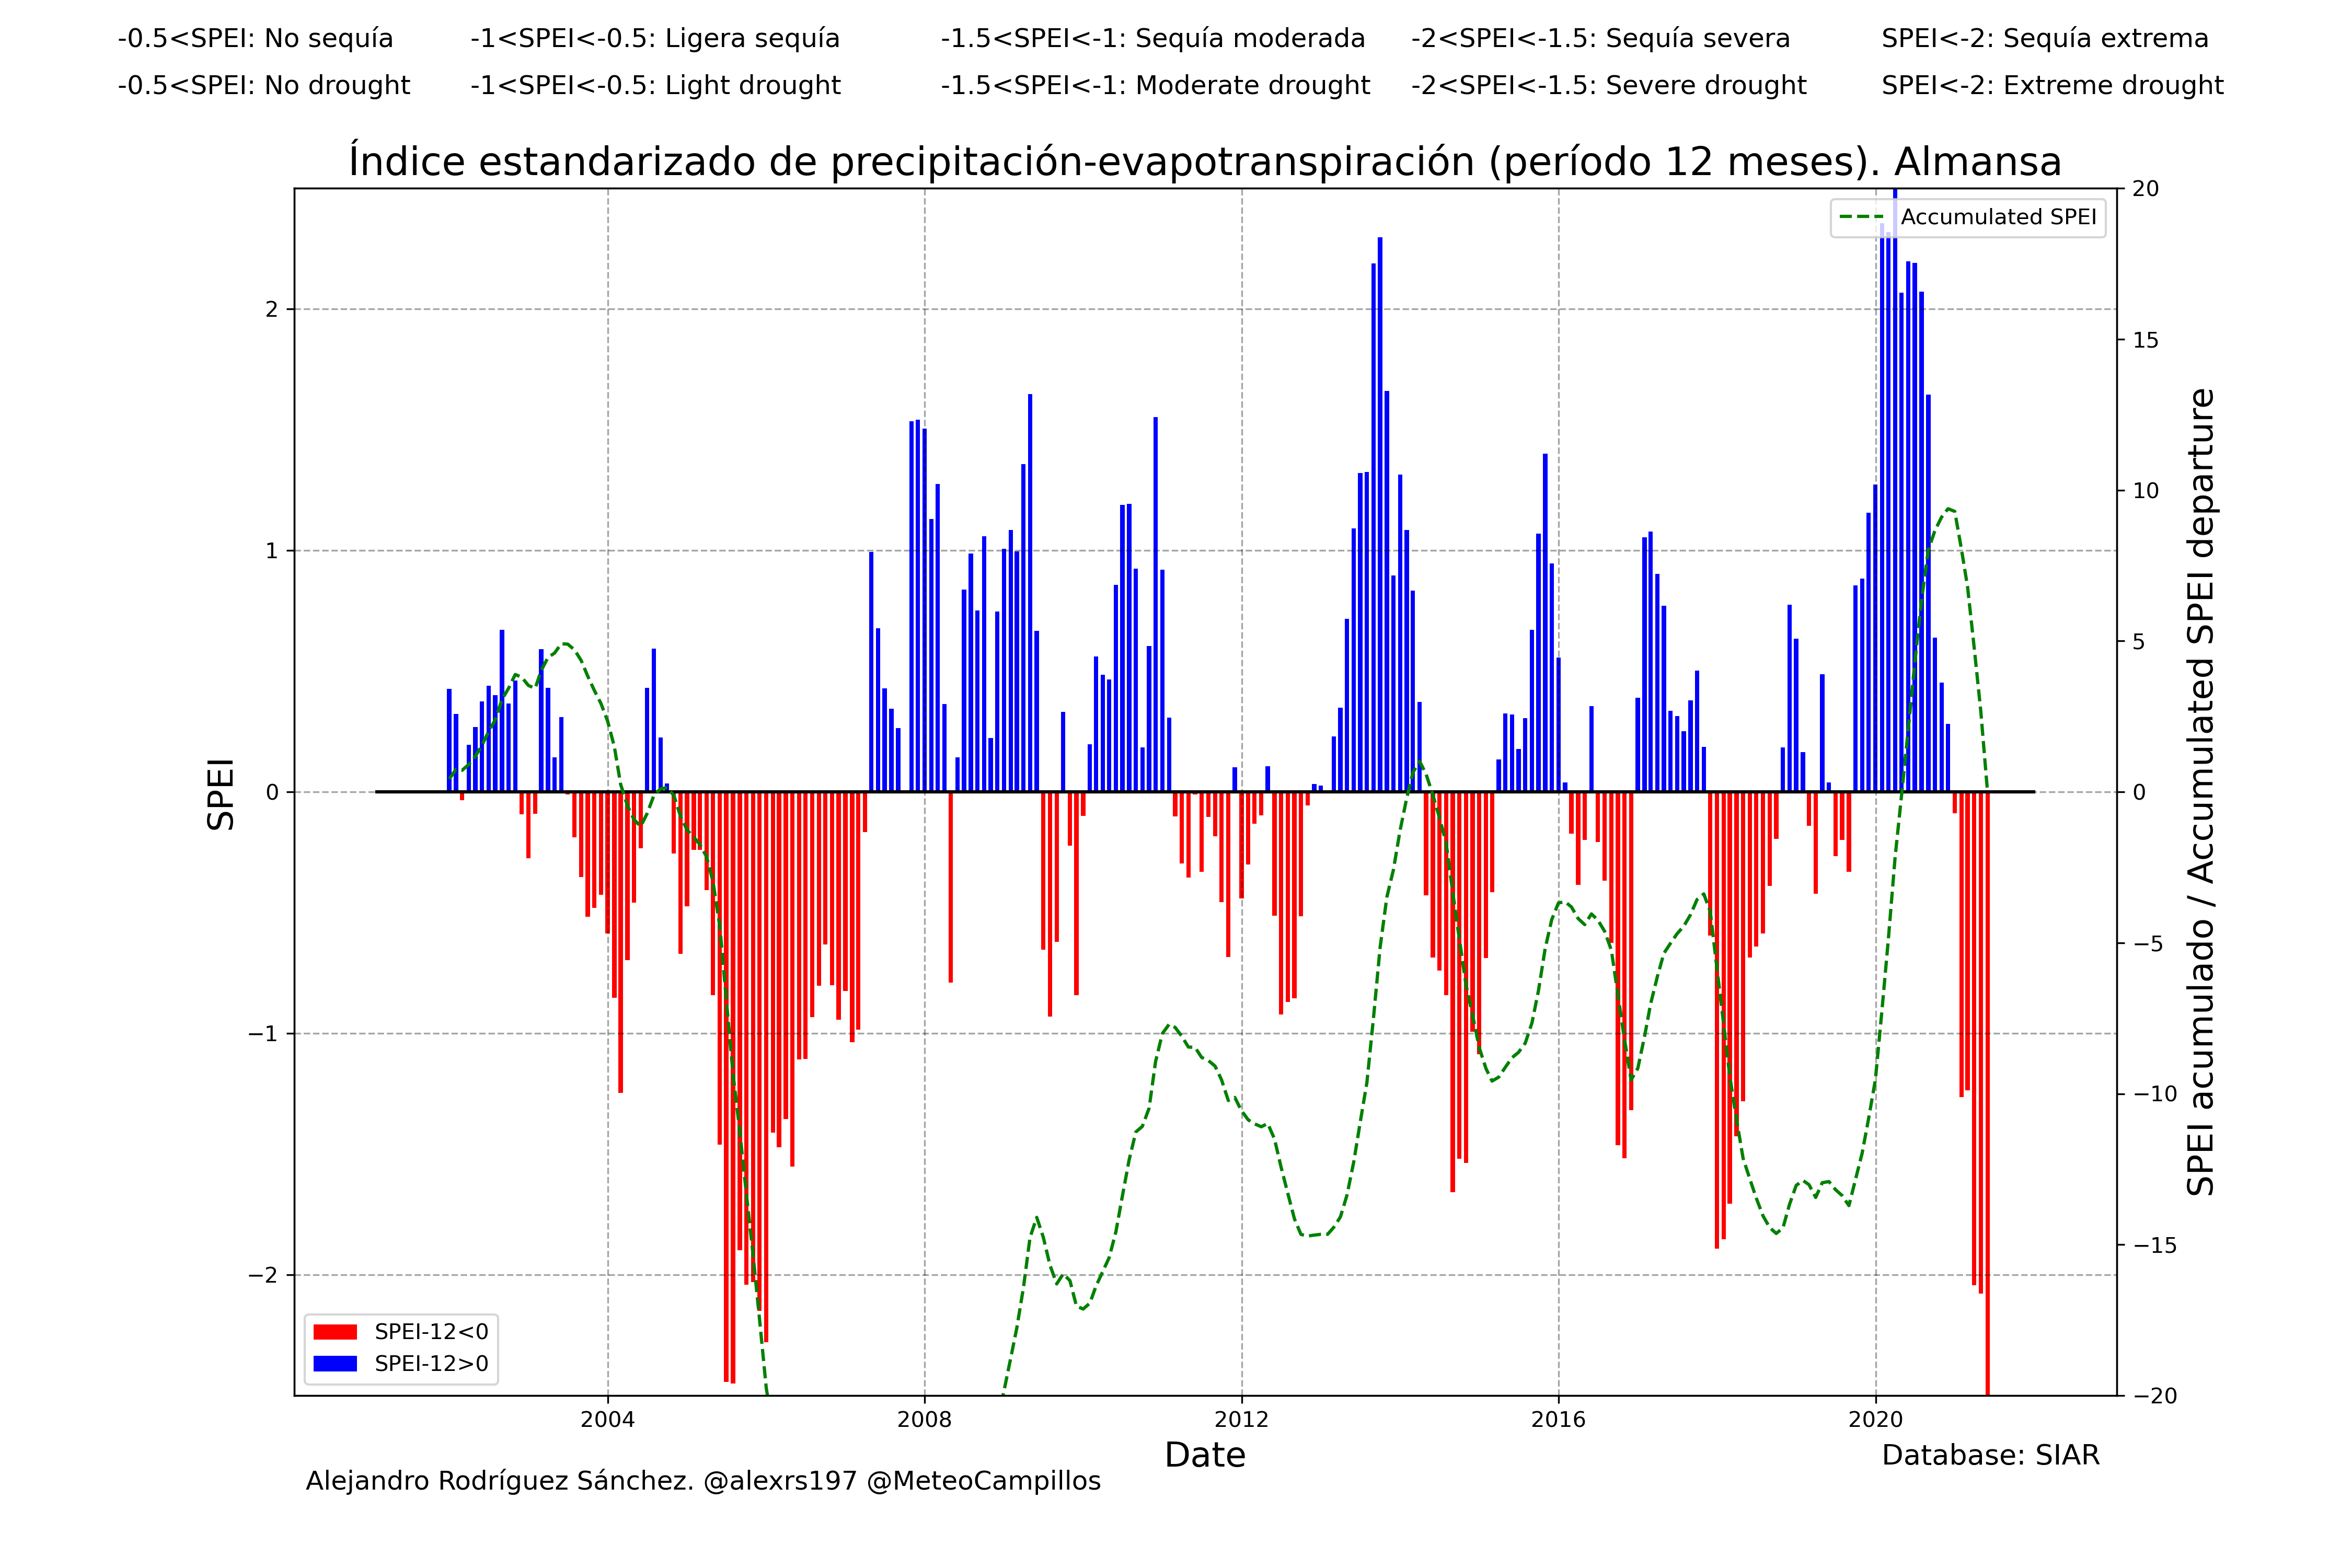 -0.5<SPEI: No sequía -1<SPEI<-0.5: Ligera sequía -1.5<SPEI<-1: Sequía moderada -2<SPEI<-1.5: Sequía severa SPEI<-2: Sequía extrema
-0.5<SPEI: No drought -1<SPEI<-0.5: Light drought -1.5<SPEI<-1: Moderate drought -2<SPEI<-1.5: Severe drought SPEI<-2: Extreme drought
Índice estandarizado de precipitación-evapotranspiración (período 12 meses). Almansa
Accumulated SPEI
SPEI
2
1
0
−1
−2
20
15
10
5
0
−5
−10
−15
−20
SPEI acumulado / Accumulated SPEI departure
SPEI-12<0
SPEI-12>0
2004 2008 2012 2016 2020
Date
Database: SIAR
Alejandro Rodríguez Sánchez. @alexrs197 @MeteoCampillos